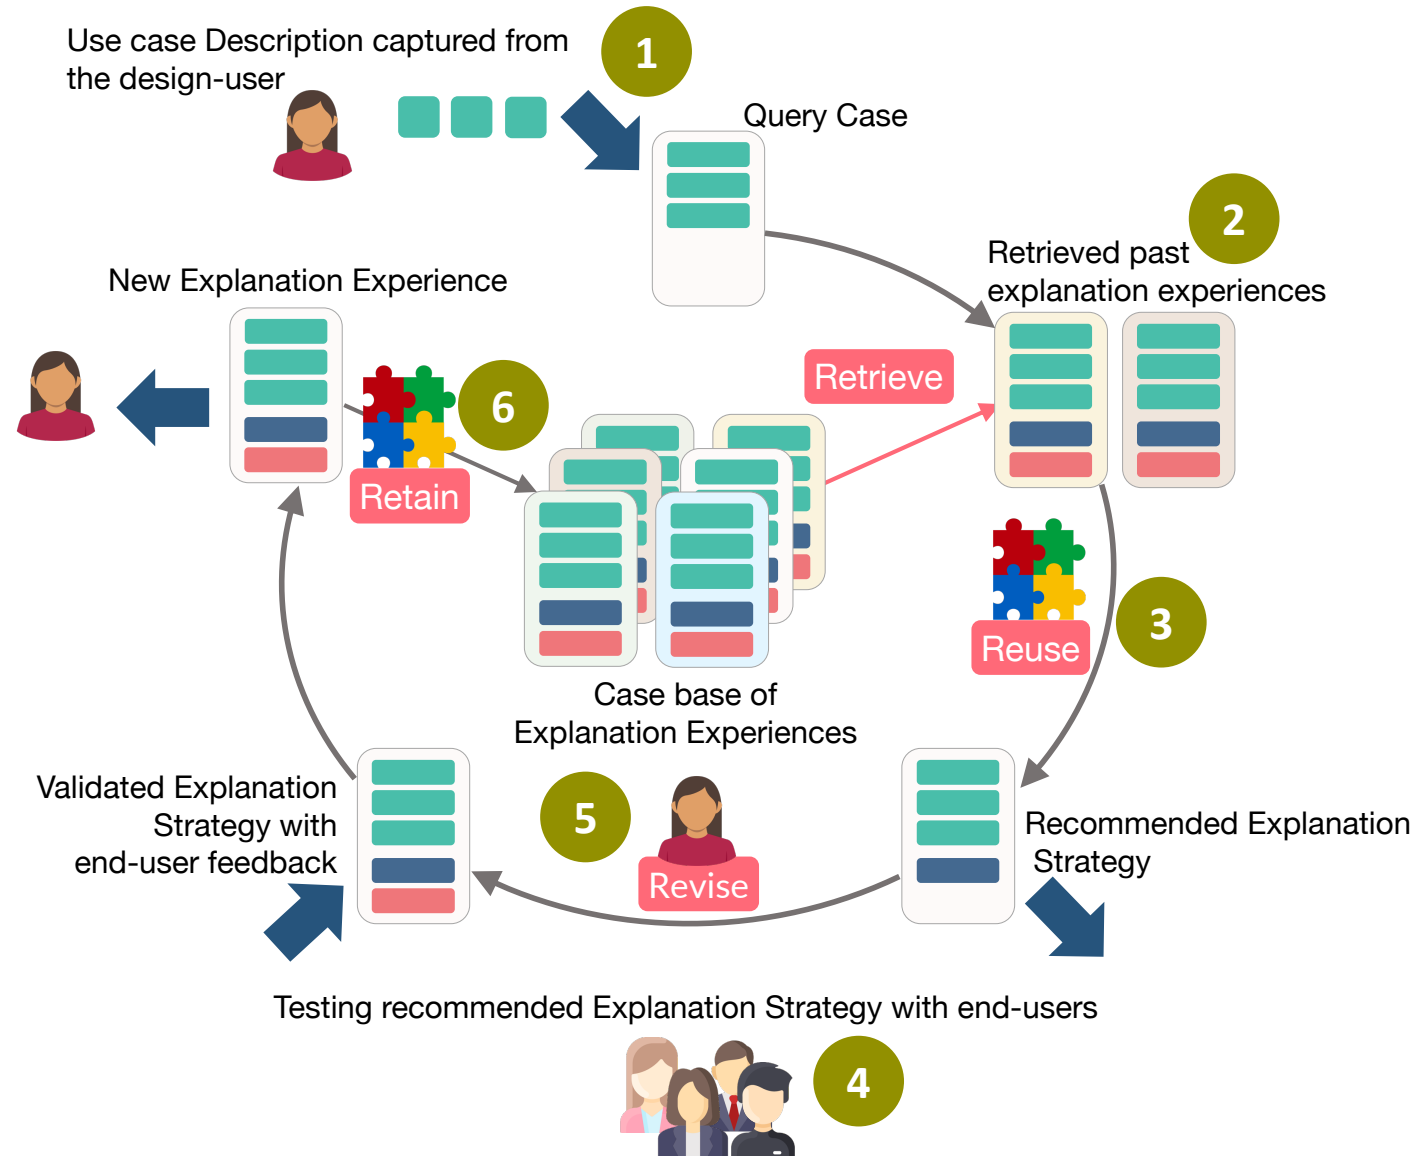 Use case Description captured from
the design-user
1
Query Case
2
Retrieved past
explanation experiences
New Explanation Experience
Retrieve
6
Retain
3
Reuse
Case base of
Explanation Experiences
Validated Explanation
Strategy with
end-user feedback
5
Revise
Recommended Explanation
Strategy
Testing recommended Explanation Strategy with end-users
4